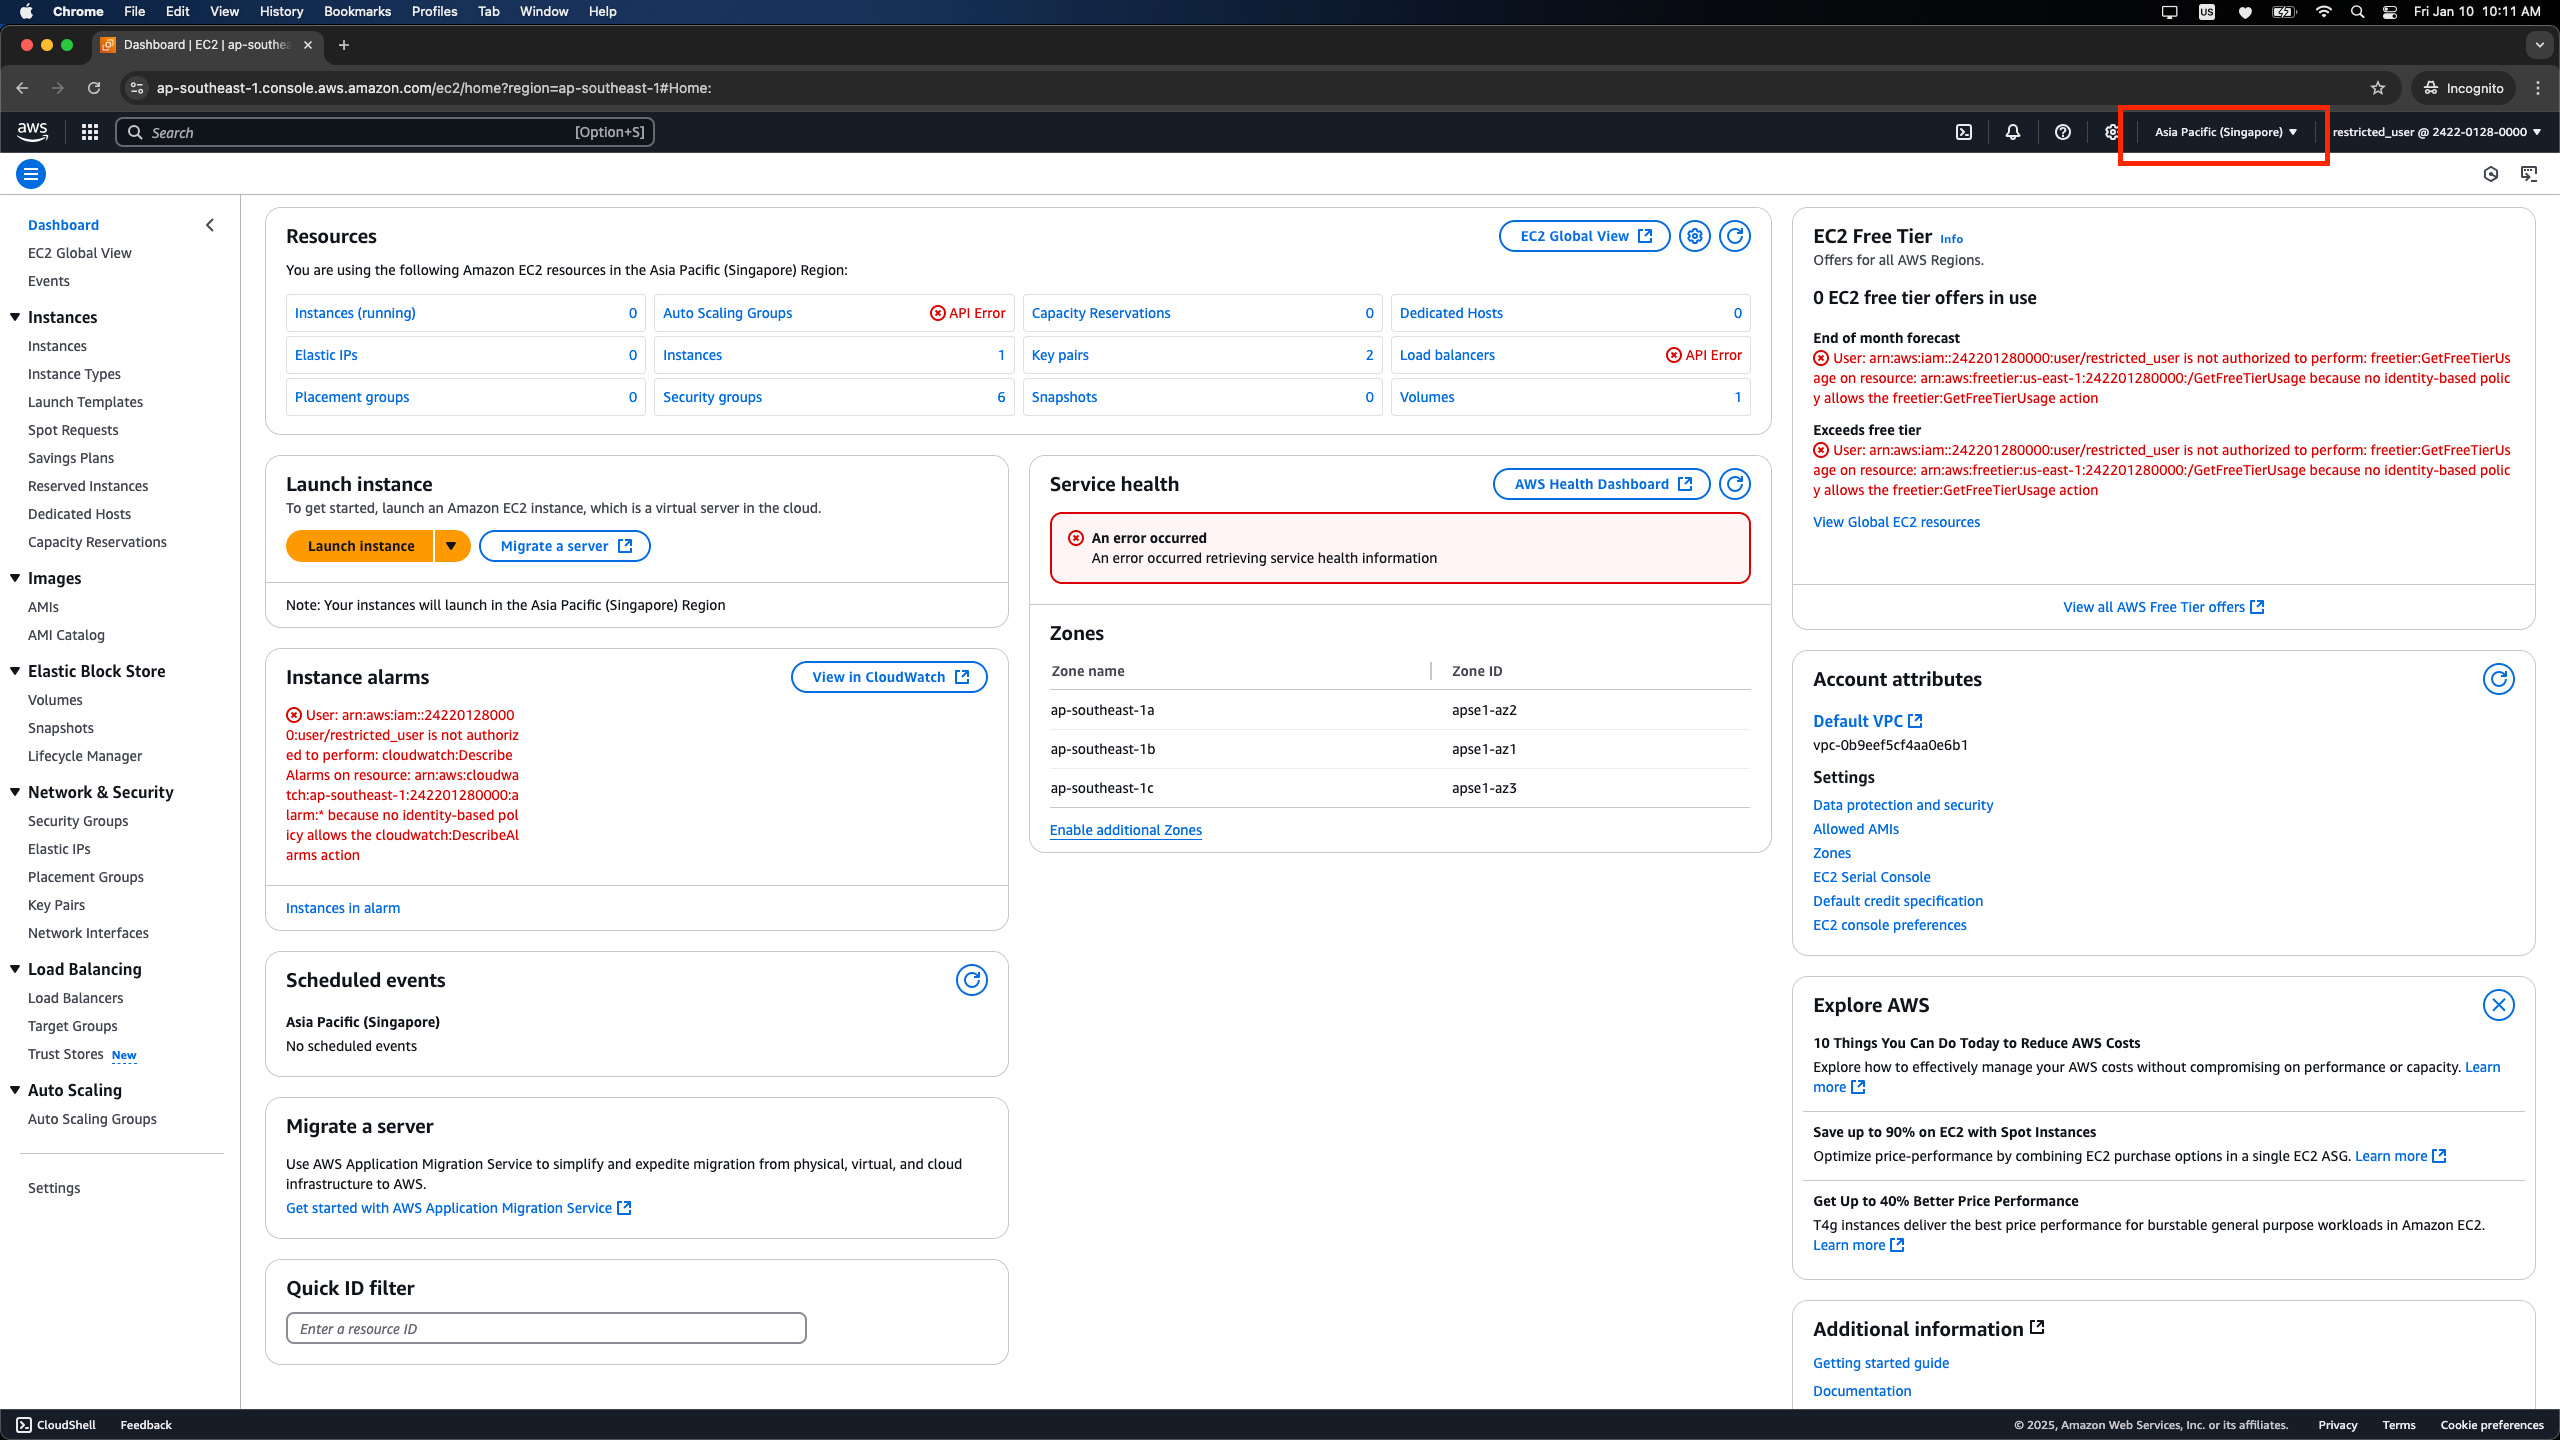 Chrome File Edit View History Bookmarks Profiles Tab Window Help
US
Fri Jan 10 10:11 AM
Dashboard | EC2 | ap-southea
ap-southeast-1.console.aws.amazon.com/ec2/home?region=ap-southeast-1#Home:
Incognito
aws
Search
[Option+S]
Asia Pacific (Singapore)
restricted_user @ 2422-0128-0000
Dashboard
EC2 Global View
Events
Instances
Instances
Instance Types
Launch Templates
Spot Requests
Savings Plans
Reserved Instances
Dedicated Hosts
Capacity Reservations
Images
AMIs
AMI Catalog
Elastic Block Store
Volumes
Snapshots
Lifecycle Manager
Network & Security
Security Groups
Elastic IPs
Placement Groups
Key Pairs
Network Interfaces
Load Balancing
Load Balancers
Target Groups
Trust Stores New
Auto Scaling
Auto Scaling Groups
Settings
Resources
EC2 Global View
You are using the following Amazon EC2 resources in the Asia Pacific (Singapore) Region:
Instances (running) 0
Auto Scaling Groups API Error
Capacity Reservations 0
Dedicated Hosts 0
Elastic IPs 0
Instances 1
Key pairs 2
Load balancers API Error
Placement groups 0
Security groups 6
Snapshots 0
Volumes 1
Launch instance
To get started, launch an Amazon EC2 instance, which is a virtual server in the cloud.
Launch instance
Migrate a server
Note: Your instances will launch in the Asia Pacific (Singapore) Region
Instance alarms
View in CloudWatch
User: arn:aws:iam::24220128000
0:user/restricted_user is not authoriz
ed to perform: cloudwatch:Describe
Alarms on resource: arn:aws:cloudwa
tch:ap-southeast-1:242201280000:a
larm:* because no identity-based pol
icy allows the cloudwatch:DescribeAl
arms action
Instances in alarm
Scheduled events
Asia Pacific (Singapore)
No scheduled events
Migrate a server
Use AWS Application Migration Service to simplify and expedite migration from physical, virtual, and cloud
infrastructure to AWS.
Get started with AWS Application Migration Service
Quick ID filter
Enter a resource ID
Service health
AWS Health Dashboard
An error occurred
An error occurred retrieving service health information
Zones
Zone name Zone ID
ap-southeast-1a apse1-az2
ap-southeast-1b apse1-az1
ap-southeast-1c apse1-az3
Enable additional Zones
EC2 Free Tier Info
Offers for all AWS Regions.
0 EC2 free tier offers in use
End of month forecast
User: arn:aws:iam::242201280000:user/restricted_user is not authorized to perform: freetier:GetFreeTierUs
age on resource: arn:aws:freetier:us-east-1:242201280000:/GetFreeTierUsage because no identity-based polic
y allows the freetier:GetFreeTierUsage action
Exceeds free tier
User: arn:aws:iam::242201280000:user/restricted_user is not authorized to perform: freetier:GetFreeTierUs
age on resource: arn:aws:freetier:us-east-1:242201280000:/GetFreeTierUsage because no identity-based polic
y allows the freetier:GetFreeTierUsage action
View Global EC2 resources
View all AWS Free Tier offers
Account attributes
Default VPC
vpc-0b9eef5cf4aa0e6b1
Settings
Data protection and security
Allowed AMIs
Zones
EC2 Serial Console
Default credit specification
EC2 console preferences
Explore AWS
10 Things You Can Do Today to Reduce AWS Costs
Explore how to effectively manage your AWS costs without compromising on performance or capacity. Learn
more
Save up to 90% on EC2 with Spot Instances
Optimize price-performance by combining EC2 purchase options in a single EC2 ASG. Learn more
Get Up to 40% Better Price Performance
T4g instances deliver the best price performance for burstable general purpose workloads in Amazon EC2.
Learn more
Additional information
Getting started guide
Documentation
CloudShell Feedback
© 2025, Amazon Web Services, Inc. or its affiliates. Privacy Terms Cookie preferences